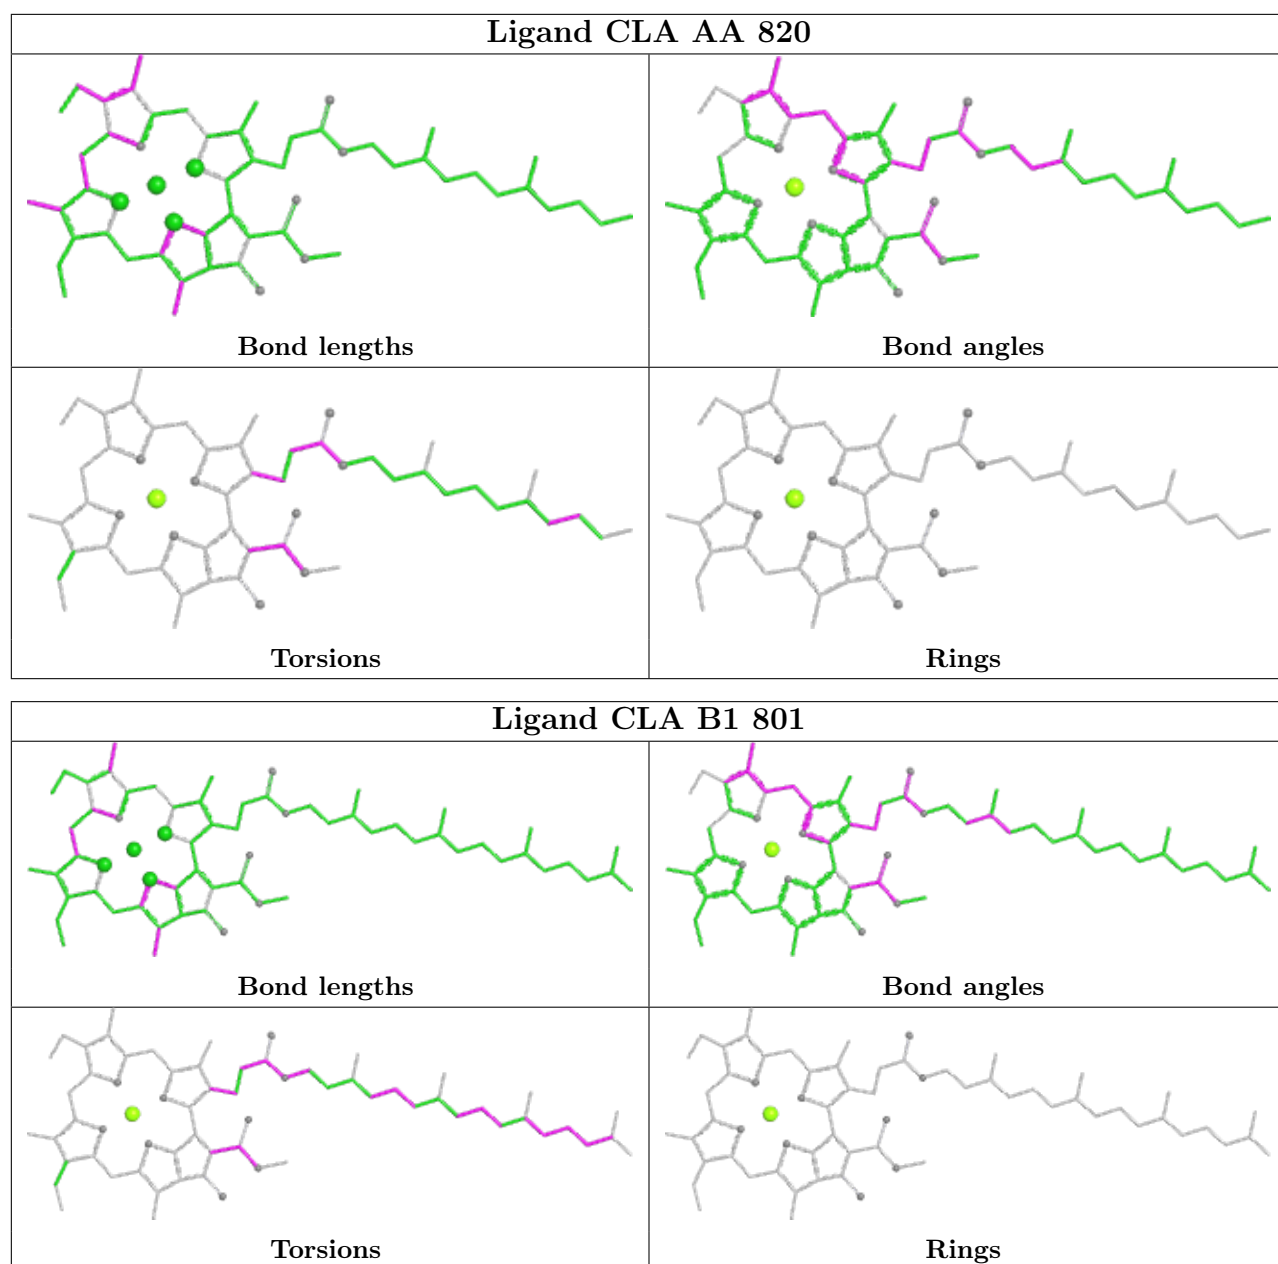 Ligand CLA AA 820
Bond lengths
Bond angles
Torsions
Rings
Ligand CLA B1 801
Bond lengths
Bond angles
Torsions
Rings